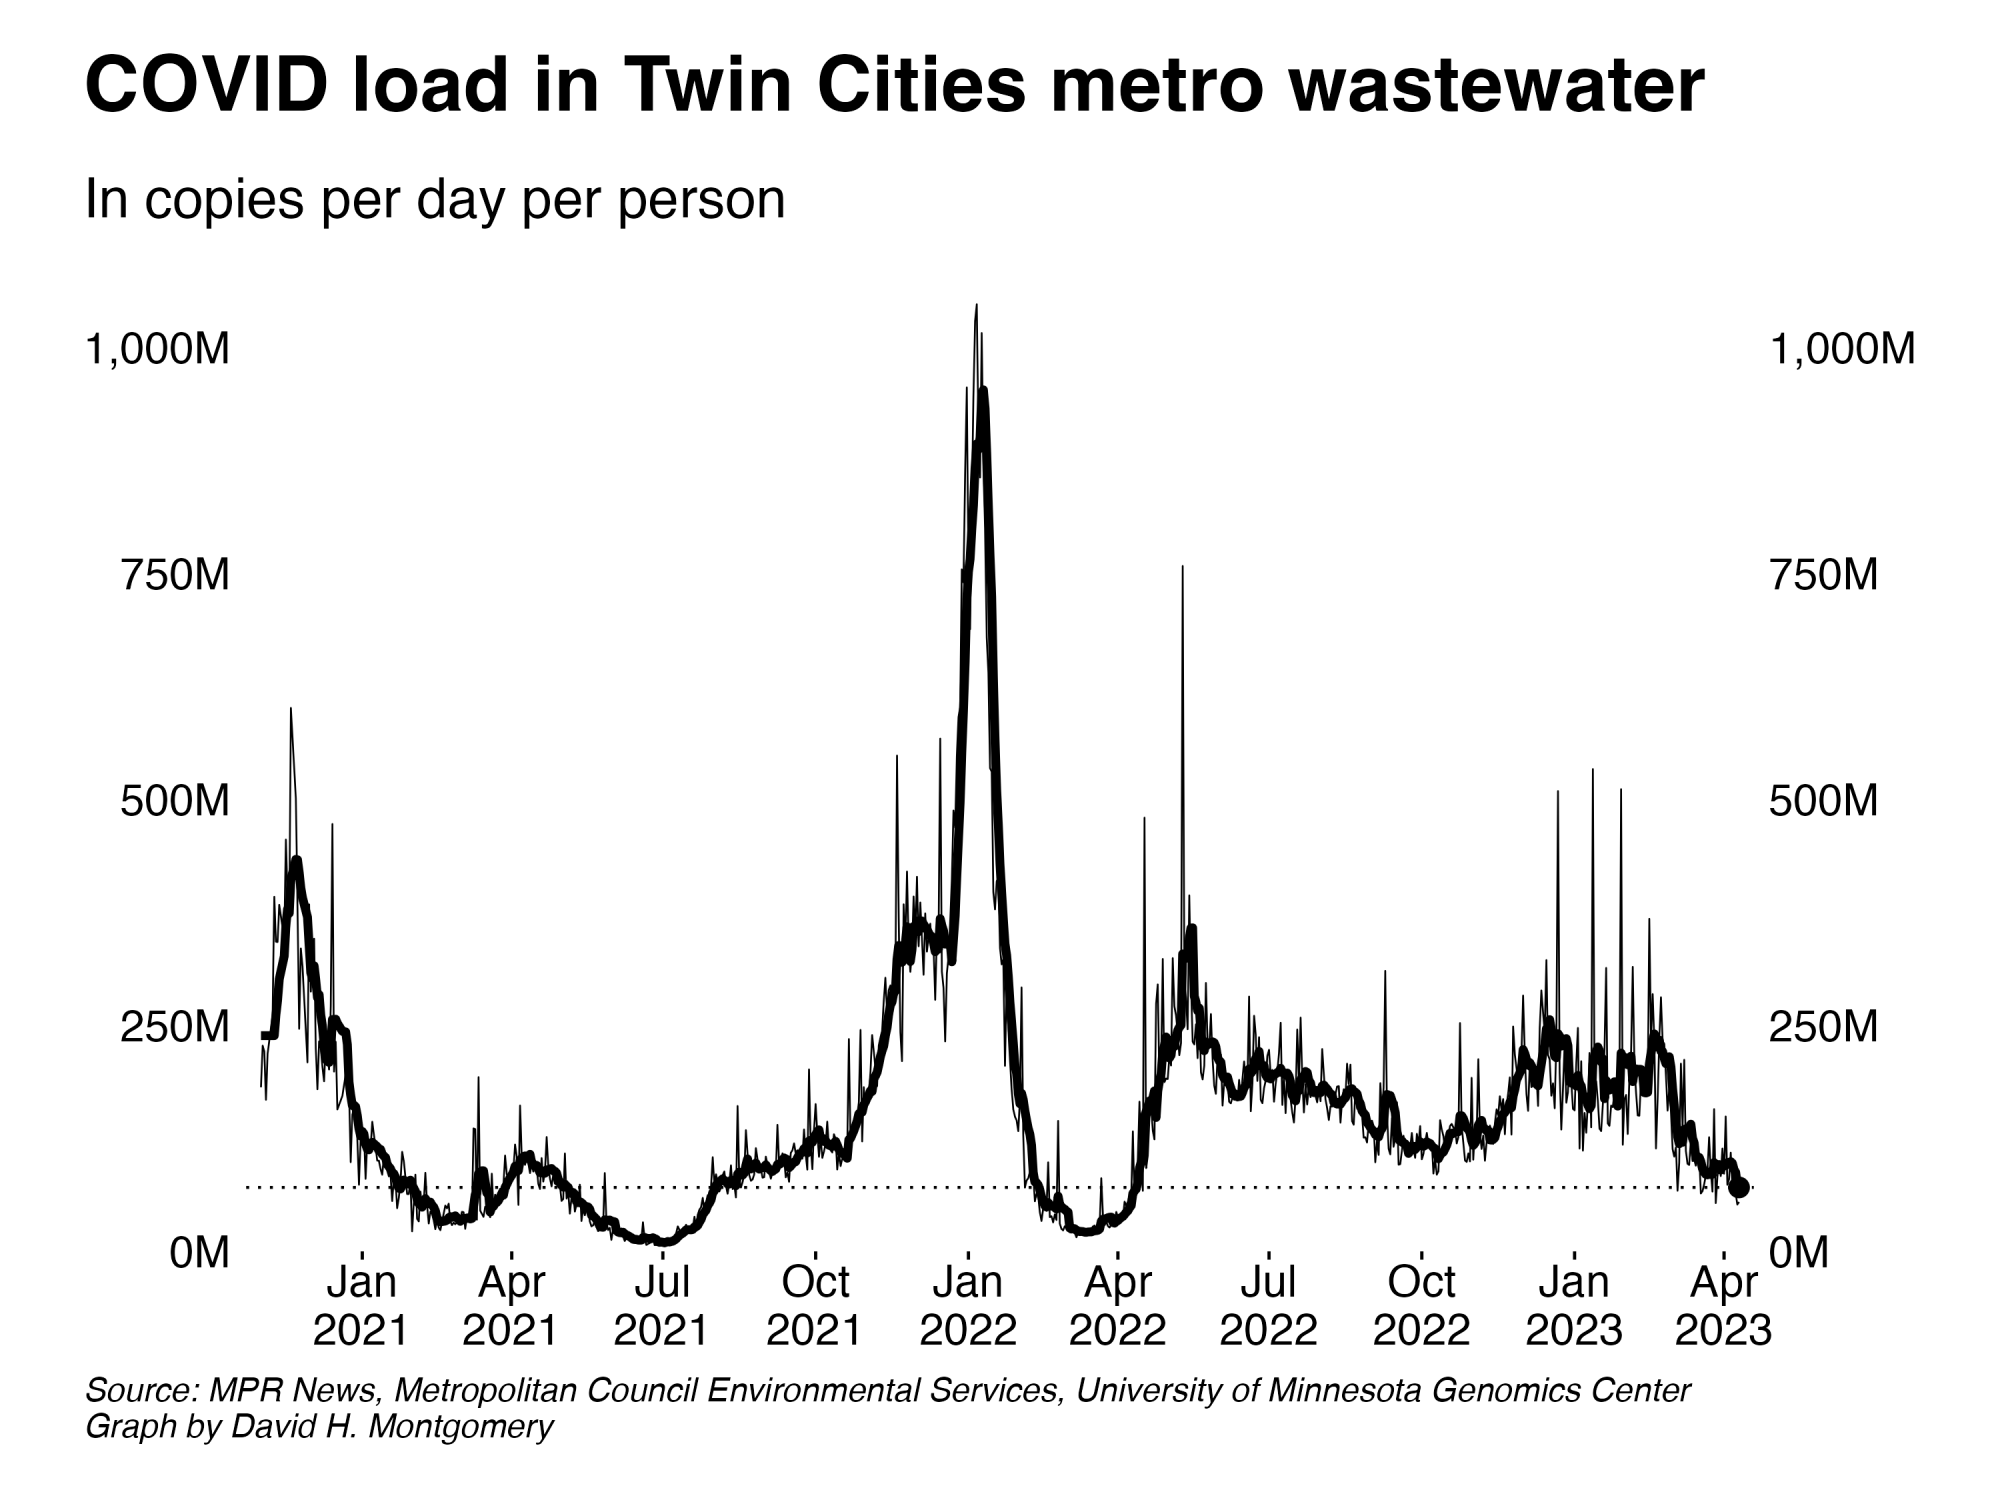 COVID load in Twin Cities metro wastewater
In copies per day per person
1,000M
750M
500M
250M
0M
1,000M
750M
500M
250M
0M
Jan Apr Jul Oct Jan Apr Jul Oct Jan Apr
2021 2021 2021 2021 2022 2022 2022 2022 2023 2023
Source: MPR News, Metropolitan Council Environmental Services, University of Minnesota Genomics Center
Graph by David H. Montgomery